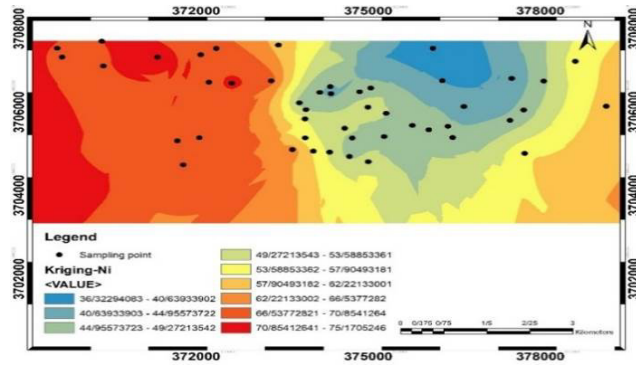 372000
375000
378000
3708000
3708000
N
3706000
3706000
3704000
3704000
3702000
3702000
Legend
Sampling point
Kriging-Ni
<VALUE>
36/32294083 - 40/63933902
40/63933903 - 44/95573722
44/95573723 - 49/27213542
49/27213543 - 53/58853361
53/58853362 - 57/90493181
57/90493182 - 62/22133001
62/22133002 - 66/5377282
66/53772821 - 70/8541264
70/85412641 - 75/1705246
0 0/375 0/75 1/5 2/25 3
Kilometers
372000
375000
378000